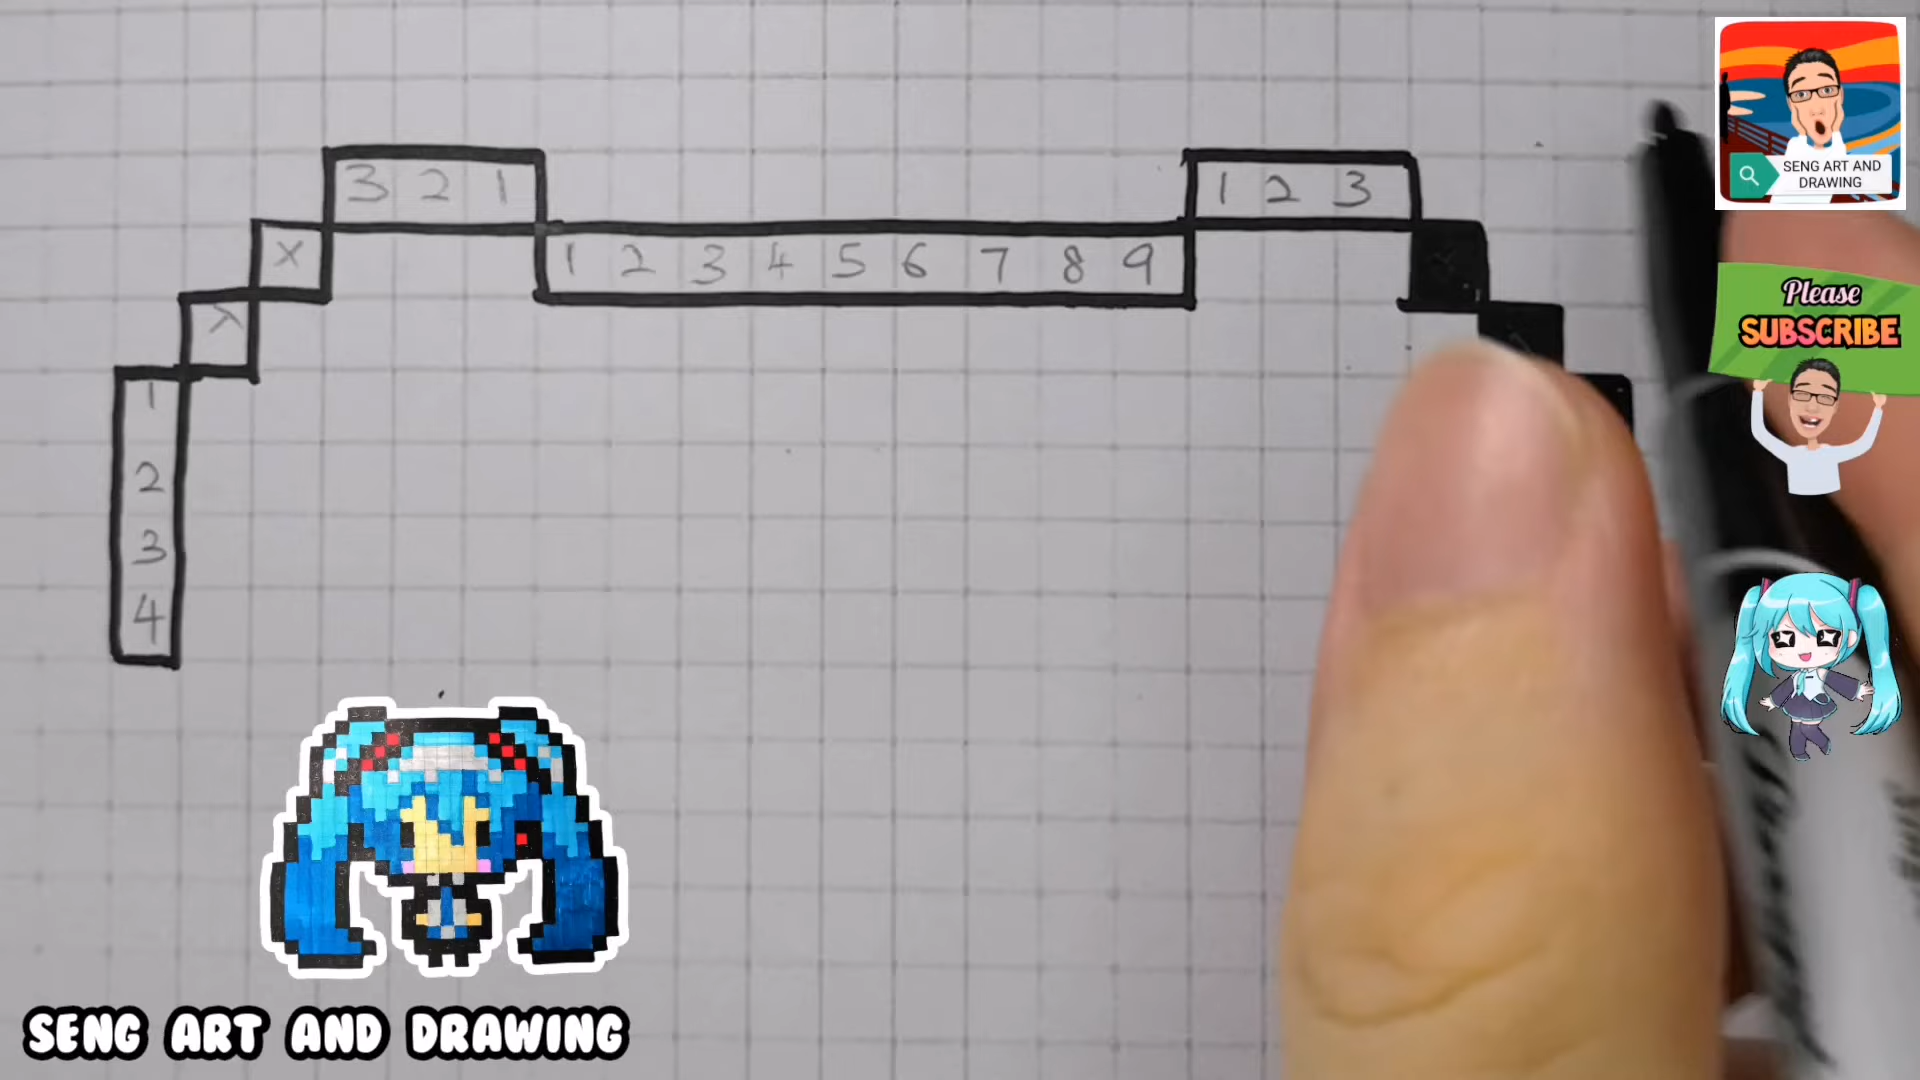 SENG ART AND
DRAWING
3 2 1
1 2 3
X
1 2 3 4 5 6 7 8 9
Please
SUBSCRIBE
X
1
2
3
4
SENG ART AND DRAWING